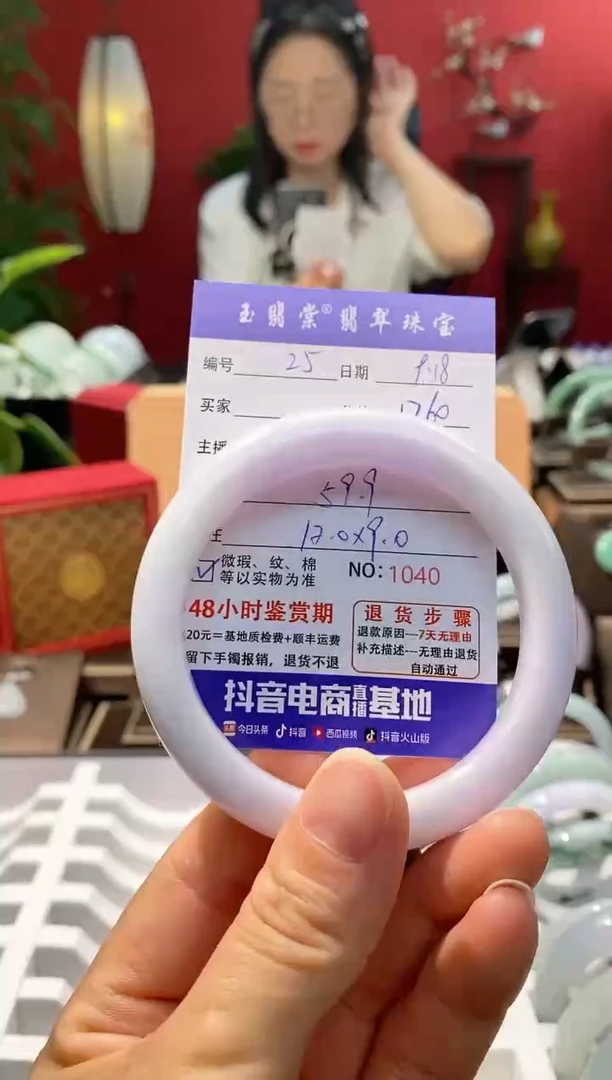 玉翡棠®翡翠珠宝
编号 25 日期 9.18
买家 1760
主播
59.9
12.0x9.0
微瑕、纹、棉
等以实物为准
NO: 1040
48小时鉴赏期
20元=基地质检费+顺丰运费
留下手镯报销，退货不退
退货步骤
退款原因---7天无理由
补充描述---无理由退货
自动通过
抖音电商直播基地
头条 今日头条 抖音 西瓜视频 抖音火山版